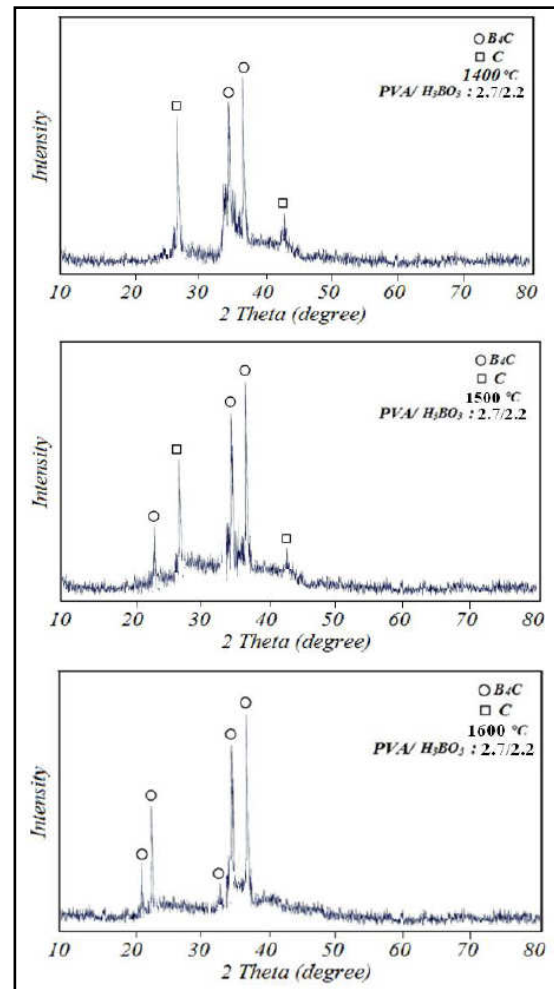 B₄C
C
1400 °C
PVA/ H₃BO₃ : 2.7/2.2
Intensity
10 20 30 40 50 60 70 80
2 Theta (degree)
B₄C
C
1500 °C
PVA/ H₃BO₃ : 2.7/2.2
Intensity
10 20 30 40 50 60 70 80
2 Theta (degree)
B₄C
C
1600 °C
PVA/ H₃BO₃ : 2.7/2.2
Intensity
10 20 30 40 50 60 70 80
2 Theta (degree)